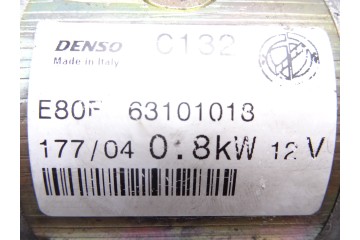 DENSO C132
Made in Italy
E80F 63101013
177/04 0.8kW 12 V